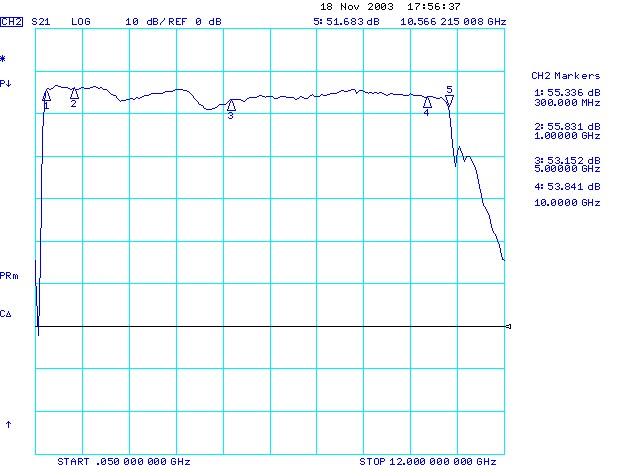 18 Nov 2003 17:56:37
CH2 S21 LOG 10 dB/REF 0 dB 5: 51.683 dB 10.566 215 008 GHz
*
P↓
CH2 Markers
1: 55.336 dB
300.000 MHz
2: 55.831 dB
1.00000 GHz
3: 53.152 dB
5.00000 GHz
4: 53.841 dB
10.0000 GHz
1
2
3
4
5
PRm
C∆
↑
START .050 000 000 GHz STOP 12.000 000 000 GHz